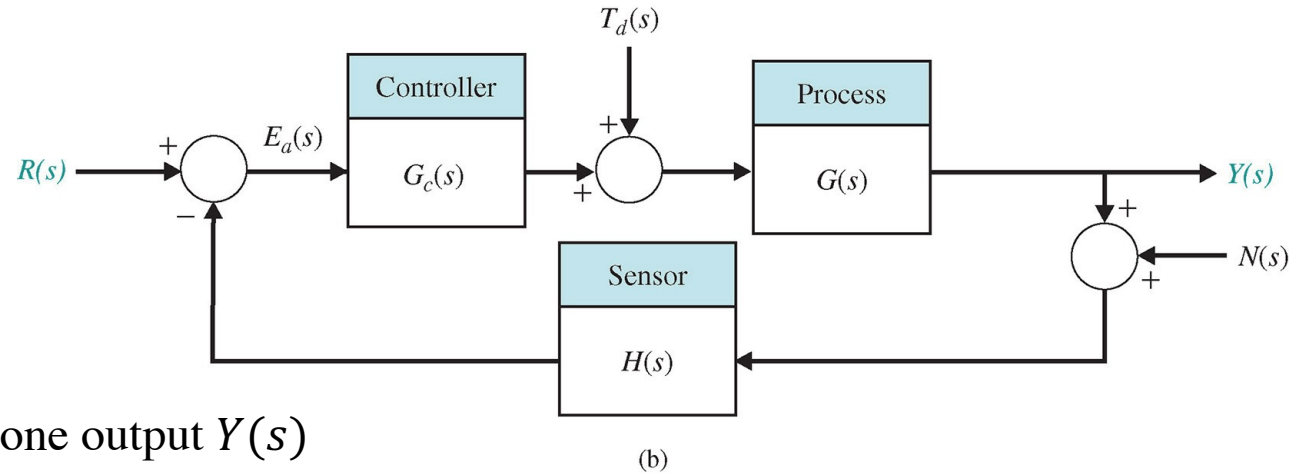 T_d(s)
Controller
Process
+ E_a(s) +
R(s) G_c(s) + G(s) Y(s)
− +
Sensor N(s)
+
H(s)
one output Y(s)
(b)